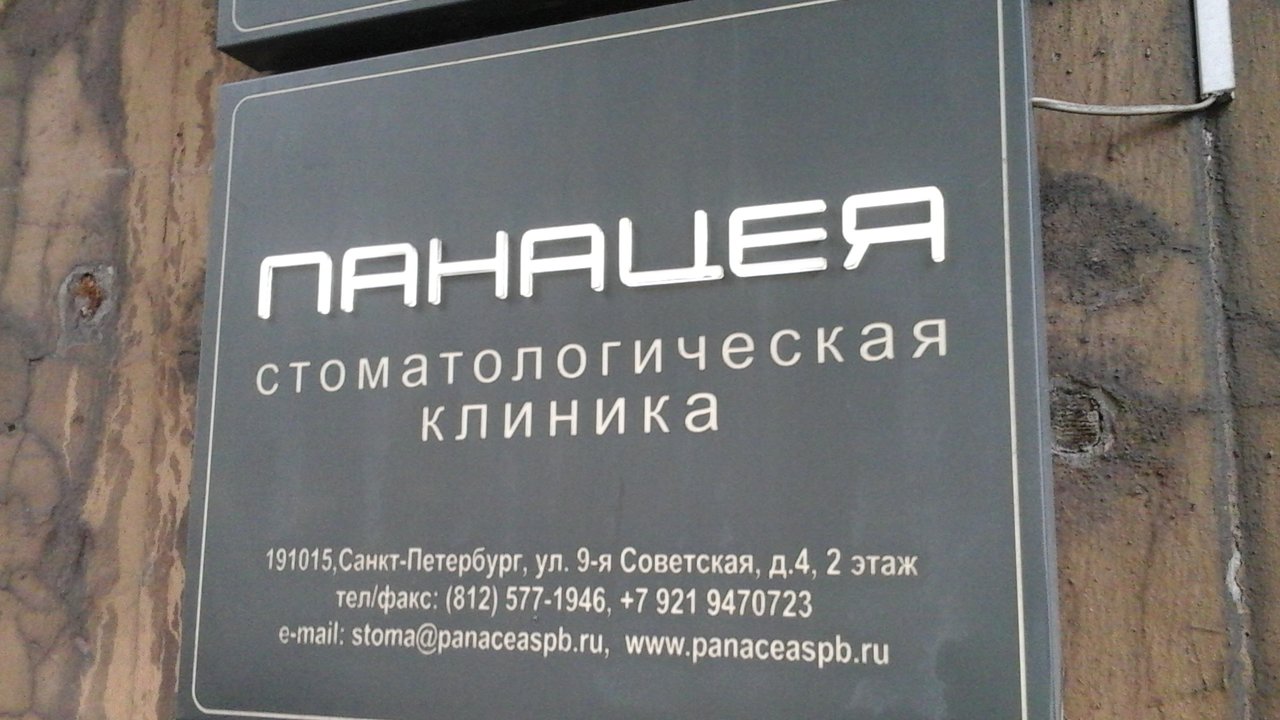 ПАНАЦЕЯ
стоматологическая
клиника
191015,Санкт-Петербург, ул. 9-я Советская, д.4, 2 этаж
тел/факс: (812) 577-1946, +7 921 9470723
e-mail: stoma@panaceaspb.ru, www.panaceaspb.ru